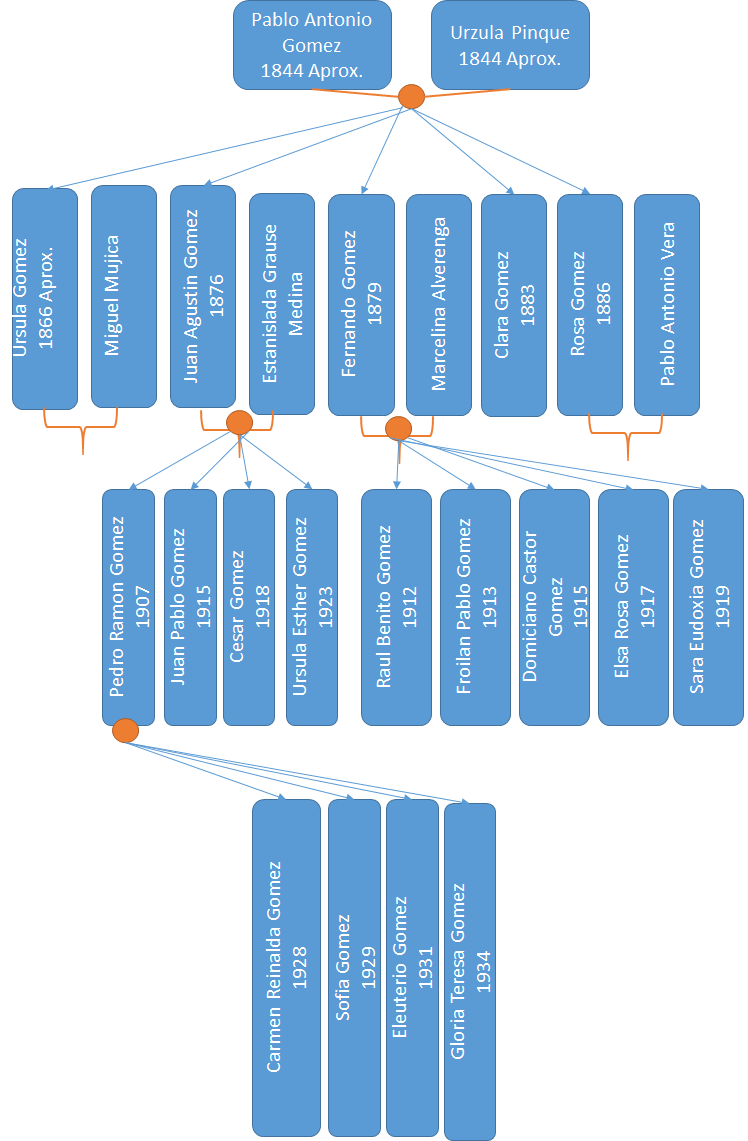 Pablo Antonio
Gomez
1844 Aprox.
Urzula Pinque
1844 Aprox.
Ursula Gomez
1866 Aprox.
Miguel Mujica
Juan Agustin Gomez
1876
Estanislada Grause
Medina
Fernando Gomez
1879
Marcelina Alverenga
Clara Gomez
1883
Rosa Gomez
1886
Pablo Antonio Vera
Pedro Ramon Gomez
1907
Juan Pablo Gomez
1915
Cesar Gomez
1918
Ursula Esther Gomez
1923
Raul Benito Gomez
1912
Froilan Pablo Gomez
1913
Domiciano Castor
Gomez
1915
Elsa Rosa Gomez
1917
Sara Eudoxia Gomez
1919
Carmen Reinalda Gomez
1928
Sofia Gomez
1929
Eleuterio Gomez
1931
Gloria Teresa Gomez
1934